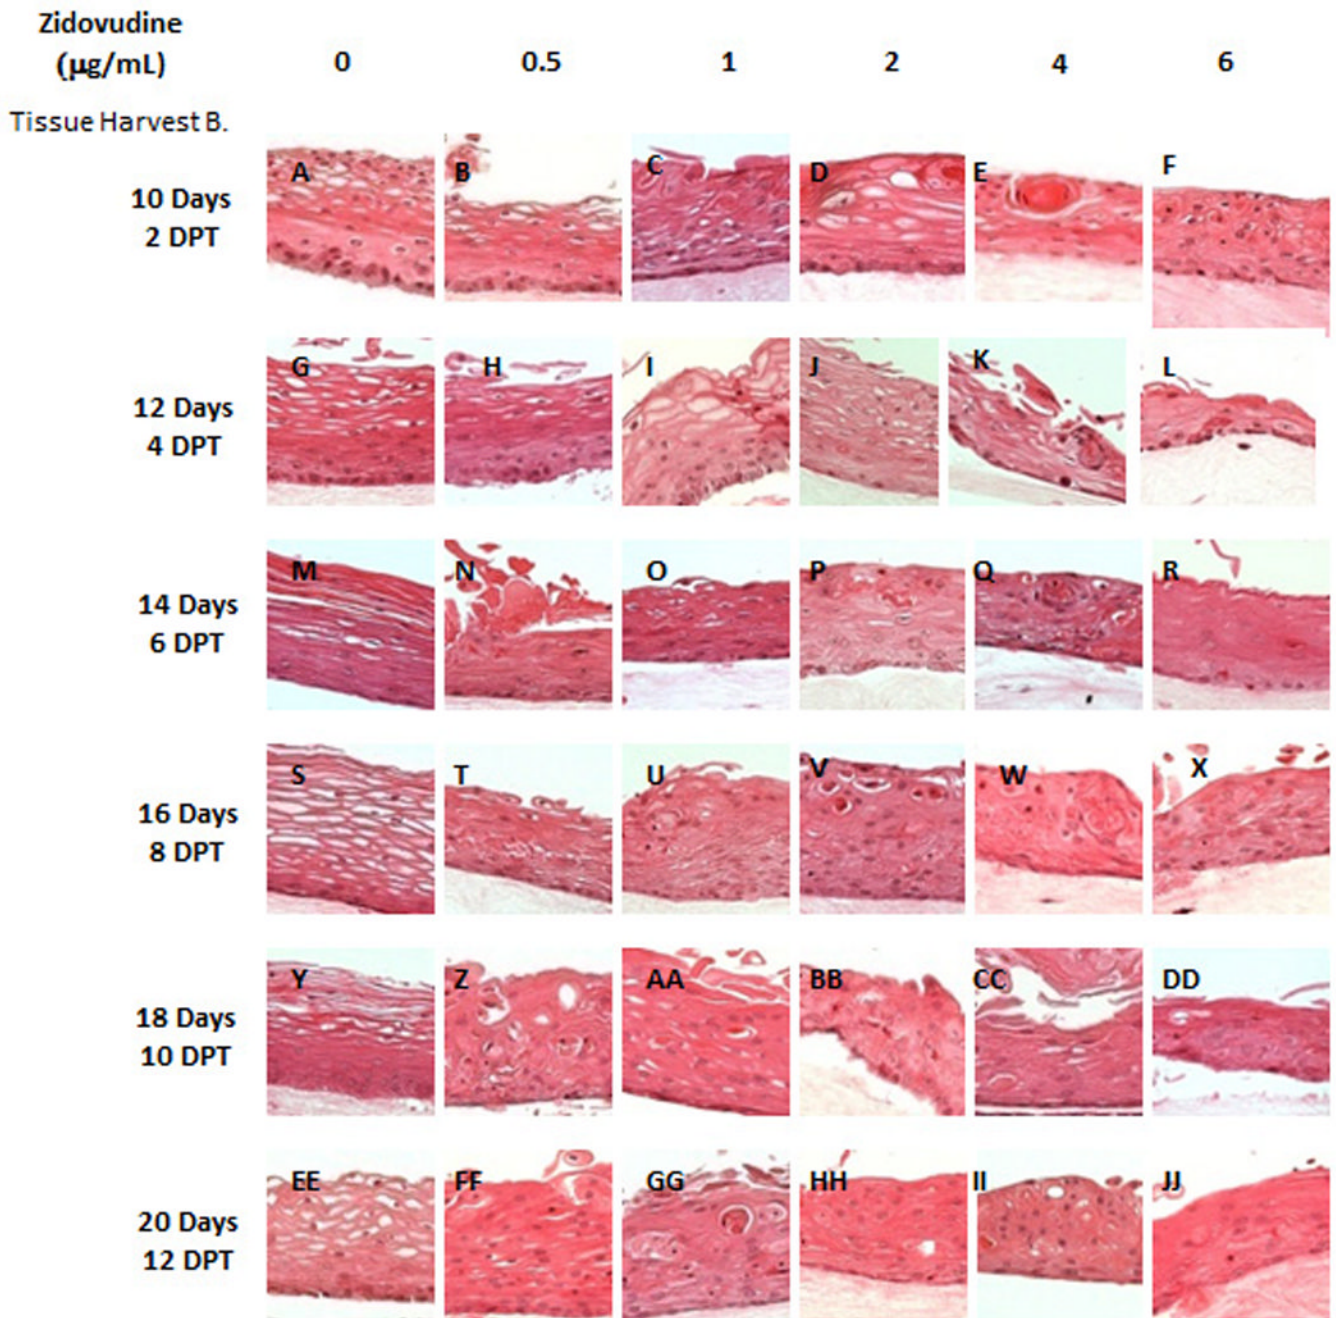 Zidovudine
(µg/mL) 0 0.5 1 2 4 6
Tissue Harvest B.
A B C D E F
10 Days
2 DPT
G H I J K L
12 Days
4 DPT
M N O P Q R
14 Days
6 DPT
S T U V W X
16 Days
8 DPT
Y Z AA BB CC DD
18 Days
10 DPT
EE FF GG HH II JJ
20 Days
12 DPT